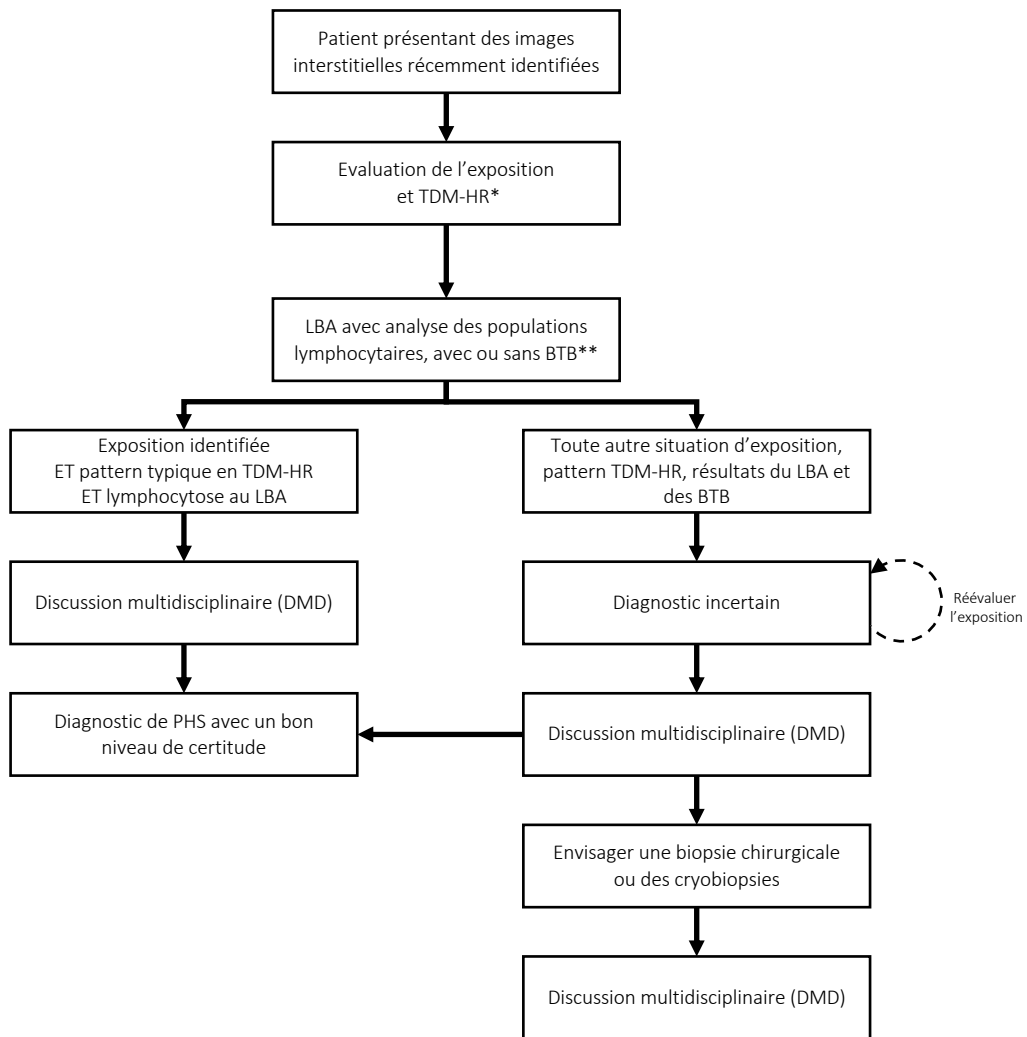 Patient présentant des images
interstitielles récemment identifiées
Evaluation de l'exposition
et TDM-HR*
LBA avec analyse des populations
lymphocytaires, avec ou sans BTB**
Exposition identifiée
ET pattern typique en TDM-HR
ET lymphocytose au LBA
Toute autre situation d'exposition,
pattern TDM-HR, résultats du LBA et
des BTB
Discussion multidisciplinaire (DMD)
Diagnostic incertain
Réévaluer
l'exposition
Diagnostic de PHS avec un bon
niveau de certitude
Discussion multidisciplinaire (DMD)
Envisager une biopsie chirurgicale
ou des cryobiopsies
Discussion multidisciplinaire (DMD)